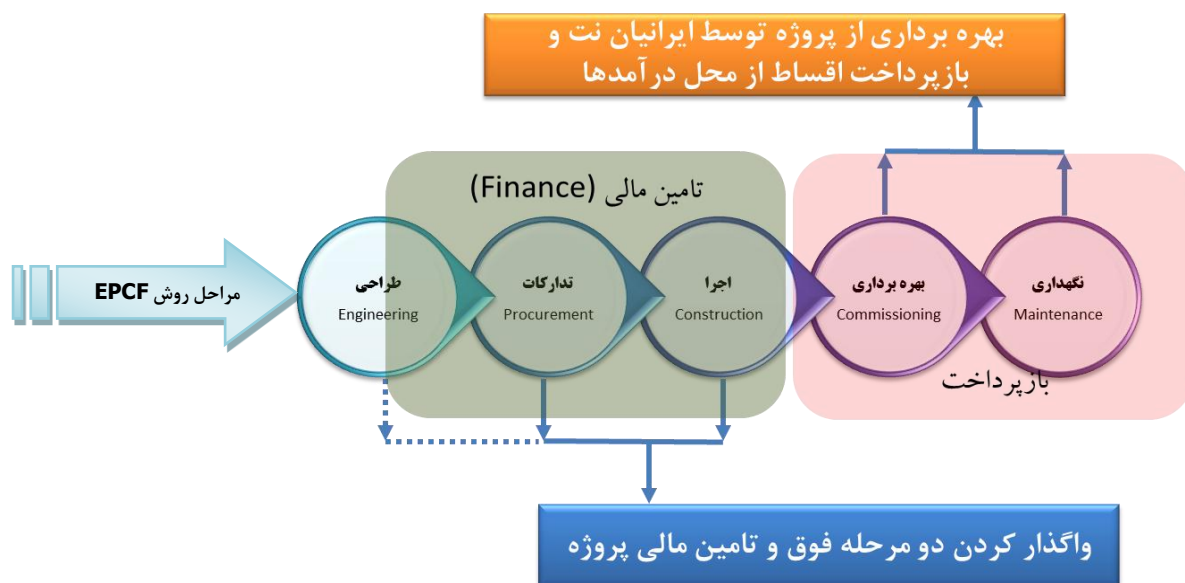 بهره برداری از پروژه توسط ایرانیان نت و
بازپرداخت اقساط از محل درآمدها
تامین مالی (Finance)
مراحل روش EPCF
طراحی
Engineering
تدارکات
Procurement
اجرا
Construction
بهره برداری
Commissioning
نگهداری
Maintenance
بازپرداخت
واگذار کردن دو مرحله فوق و تامین مالی پروژه